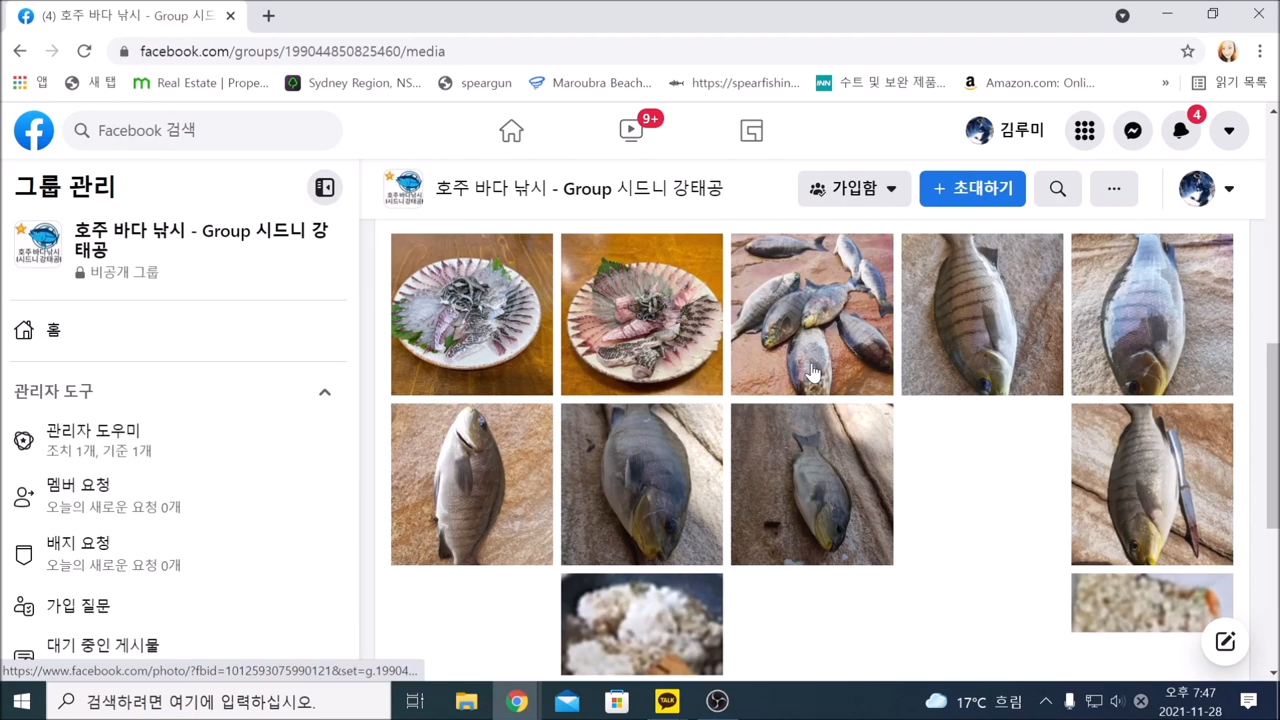 (4) 호주 바다 낚시 - Group 시드
facebook.com/groups/199044850825460/media
앱
새 탭
Real Estate | Prope...
Sydney Region, NS...
speargun
Maroubra Beach...
https://spearfishin...
수트 및 보완 제품...
Amazon.com: Onli...
»
읽기 목록
Facebook 검색
9+
김루미
4
그룹 관리
호주 바다 낚시 - Group 시드니 강
태공
비공개 그룹
홈
관리자 도구
관리자 도우미
조치 1개, 기준 1개
멤버 요청
오늘의 새로운 요청 0개
배지 요청
오늘의 새로운 요청 0개
가입 질문
대기 중인 게시물
호주 바다 낚시 - Group 시드니 강태공
가입함
+ 초대하기
https://www.facebook.com/photo/?fbid=1012593075990121&set=g.19904...
검색하려면 여기에 입력하십시오.
TALK
17°C 흐림
오후 7:47
2021-11-28